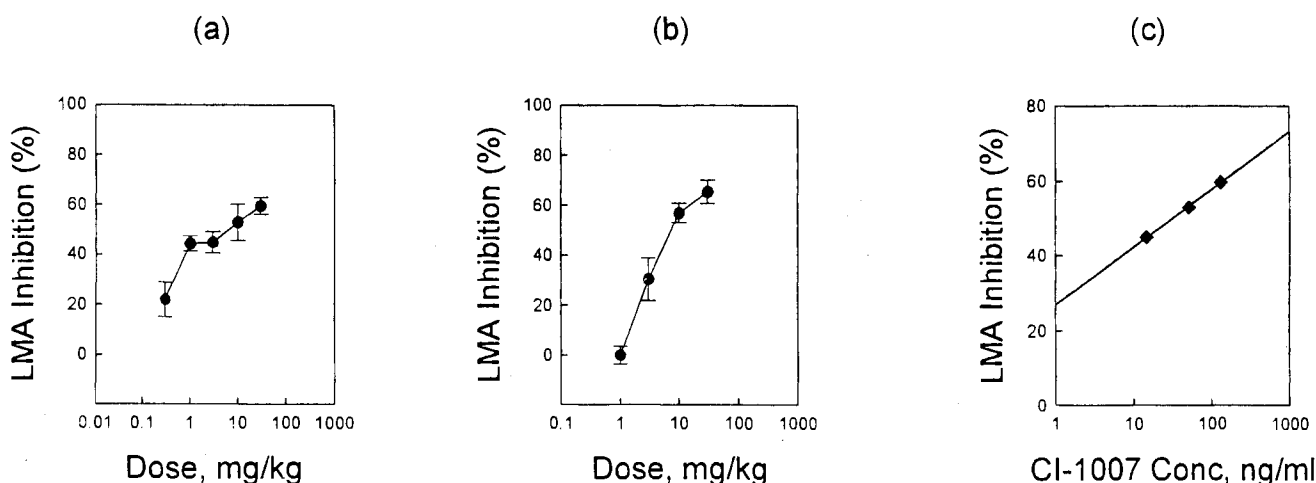 (a)
(b)
(c)
LMA Inhibition (%)
100
80
60
40
20
0
0.01 0.1 1 10 100 1000
Dose, mg/kg
LMA Inhibition (%)
100
80
60
40
20
0
0.1 1 10 100 1000
Dose, mg/kg
LMA Inhibition (%)
80
60
40
20
0
1 10 100 1000
CI-1007 Conc, ng/ml